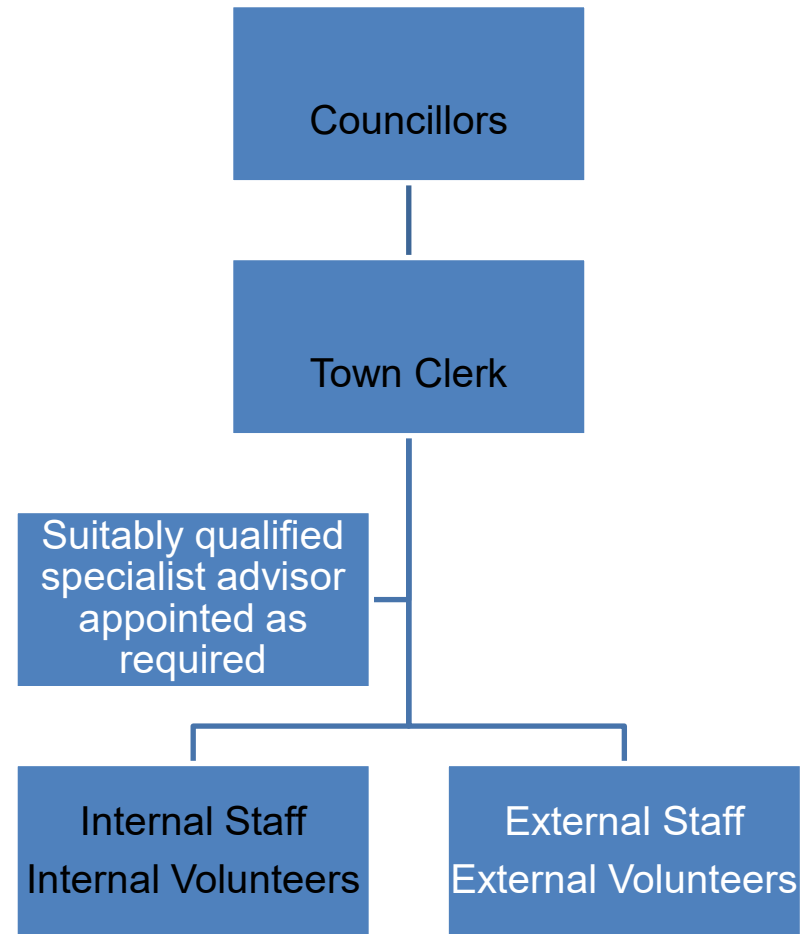 Councillors
Town Clerk
Suitably qualified
specialist advisor
appointed as
required
Internal Staff
Internal Volunteers
External Staff
External Volunteers